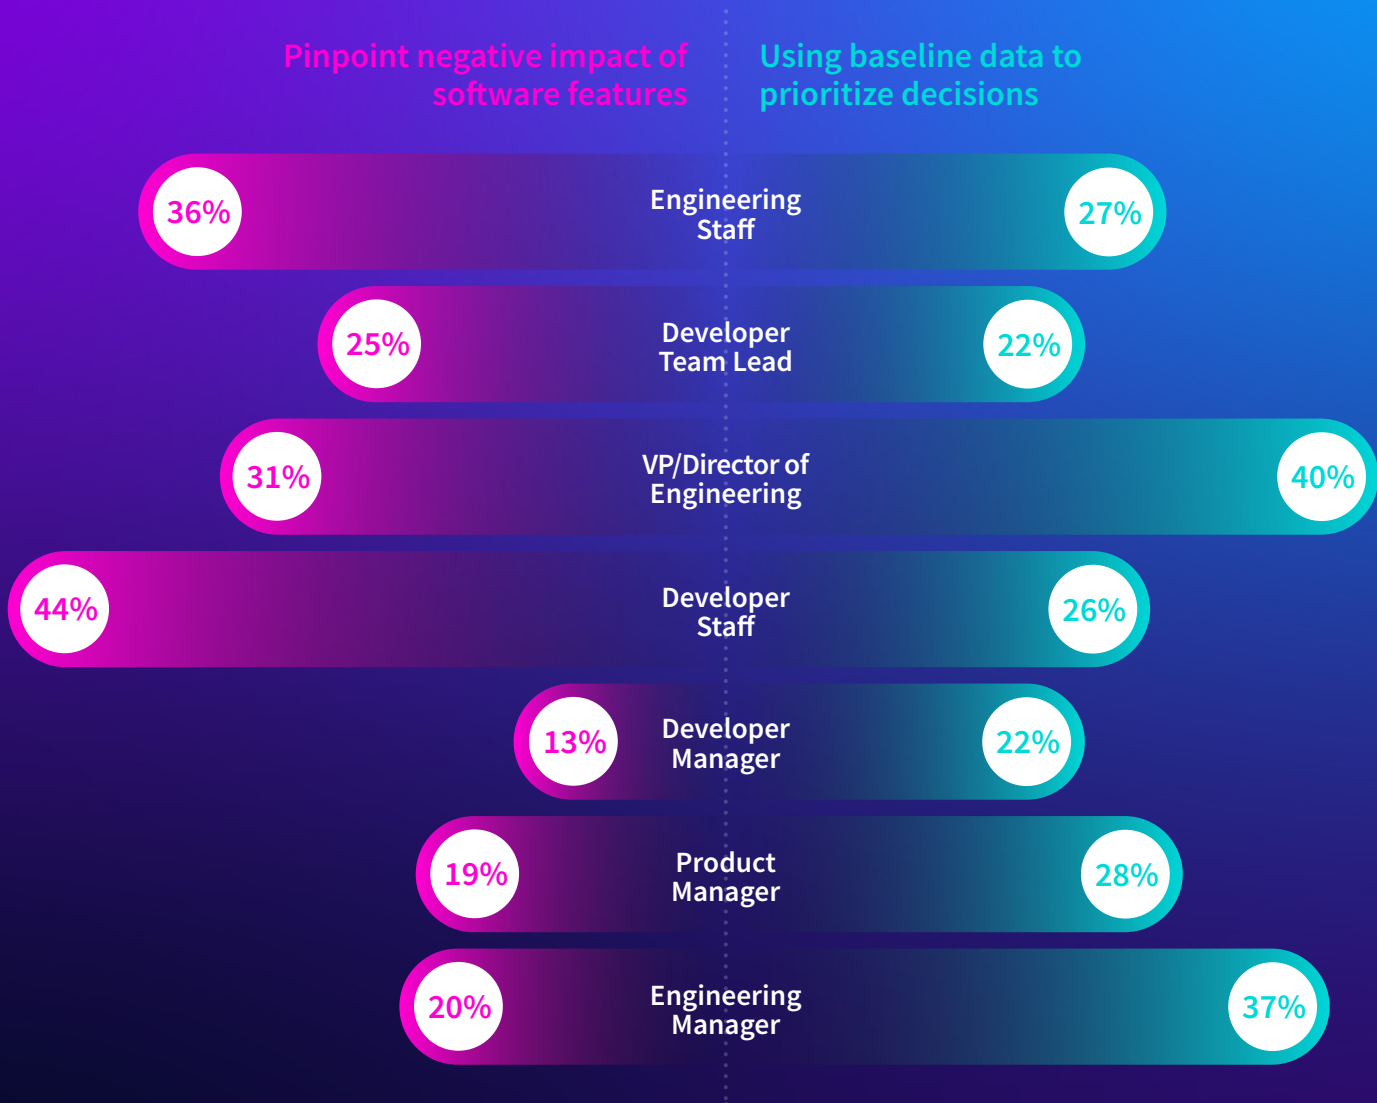 Pinpoint negative impact of
software features
Using baseline data to
prioritize decisions
36%
Engineering
Staff
27%
25%
Developer
Team Lead
22%
31%
VP/Director of
Engineering
40%
44%
Developer
Staff
26%
13%
Developer
Manager
22%
19%
Product
Manager
28%
20%
Engineering
Manager
37%